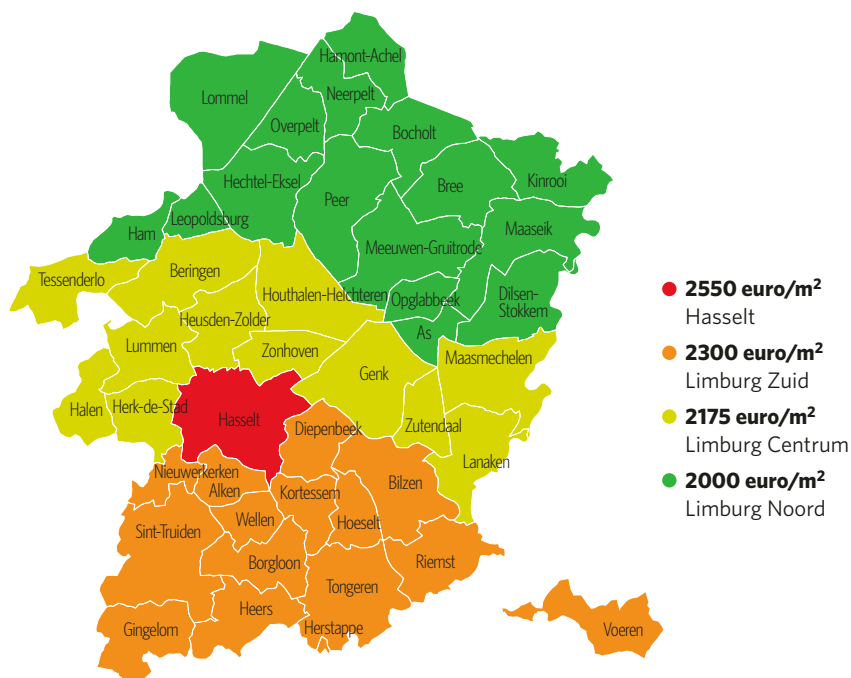 Hamont-Achel
Lommel
Neerpelt
Overpelt
Bocholt
Hechtel-Eksel
Bree
Kinrooi
Peer
Leopoldsburg
Ham
Maaseik
Meeuwen-Gruitrode
Tessenderlo
Beringen
Houthalen-Helchteren
Opglabbeek
Dilsen-
Stokkem
Heusden-Zolder
As
Lummen
Zonhoven
Maasmechelen
Genk
Halen
Herk-de-Stad
Hasselt
Diepenbeek
Zutendaal
Lanaken
Nieuwerkerken
Alken
Kortessem
Bilzen
Wellen
Hoeselt
Sint-Truiden
Borgloon
Riemst
Tongeren
Heers
Gingelom
Herstappe
Voeren
2550 euro/m²
Hasselt
2300 euro/m²
Limburg Zuid
2175 euro/m²
Limburg Centrum
2000 euro/m²
Limburg Noord